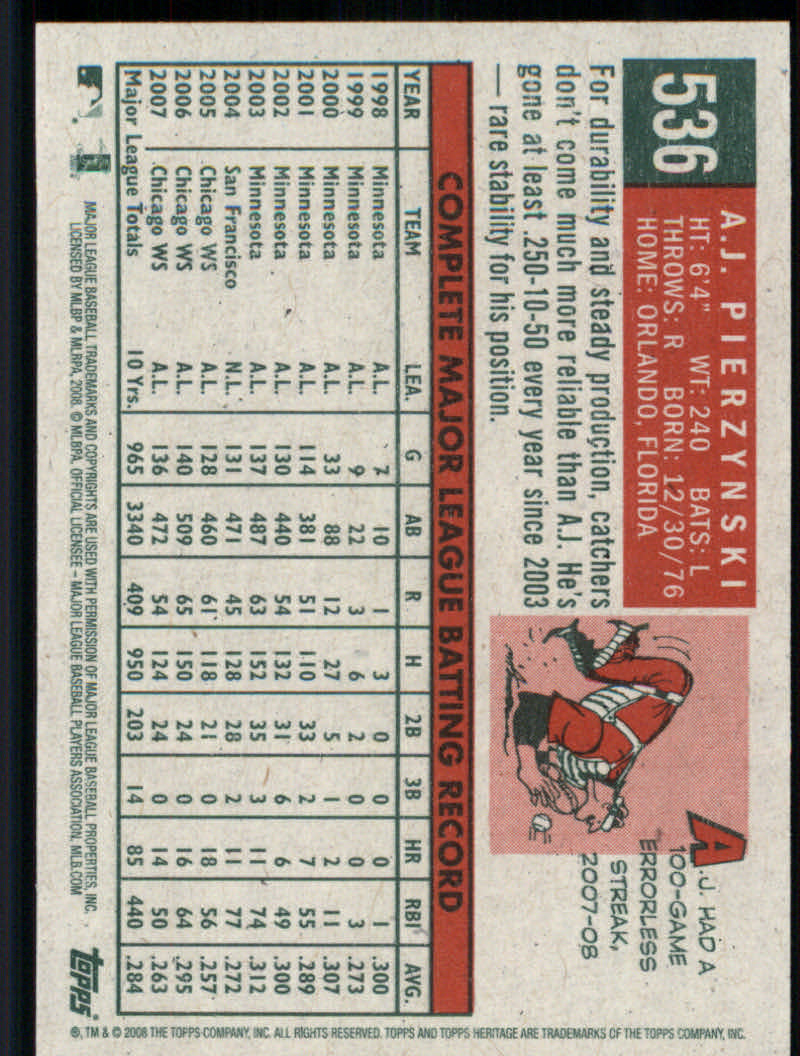 536
A.J. PIERZYNSKI
HT: 6'4" WT: 240 BATS: L
THROWS: R BORN: 12/30/76
HOME: ORLANDO, FLORIDA
For durability and steady production, catchers
don't come much more reliable than A.J. He's
gone at least .250-10-50 every year since 2003
— rare stability for his position.
A.J. HAD A
100-GAME
ERRORLESS
STREAK,
2007-08
COMPLETE MAJOR LEAGUE BATTING RECORD
YEAR TEAM LEA. G AB R H 2B 3B HR RBI AVG.
1998 Minnesota A.L. 7 10 1 3 0 0 0 1 .300
1999 Minnesota A.L. 9 22 3 6 2 0 0 3 .273
2000 Minnesota A.L. 33 88 12 27 5 1 2 11 .307
2001 Minnesota A.L. 114 381 51 110 33 2 7 55 .289
2002 Minnesota A.L. 130 440 54 132 31 6 6 49 .300
2003 Minnesota A.L. 137 487 63 152 35 3 11 74 .312
2004 San Francisco N.L. 131 471 45 128 28 2 11 77 .272
2005 Chicago WS A.L. 128 460 61 118 21 0 18 56 .257
2006 Chicago WS A.L. 140 509 65 150 24 0 16 64 .295
2007 Chicago WS A.L. 136 472 54 124 24 0 14 50 .263
Major League Totals 10 Yrs. 965 3340 409 950 203 14 85 440 .284
MAJOR LEAGUE BASEBALL TRADEMARKS AND COPYRIGHTS ARE USED WITH PERMISSION OF MAJOR LEAGUE BASEBALL PROPERTIES, INC.
LICENSED BY MLBP & MLBPA, 2008. © MLBPA. OFFICIAL LICENSEE – MAJOR LEAGUE BASEBALL PLAYERS ASSOCIATION. MLB.COM
topps
®, TM & © 2008 THE TOPPS COMPANY, INC. ALL RIGHTS RESERVED. TOPPS AND TOPPS HERITAGE ARE TRADEMARKS OF THE TOPPS COMPANY, INC.